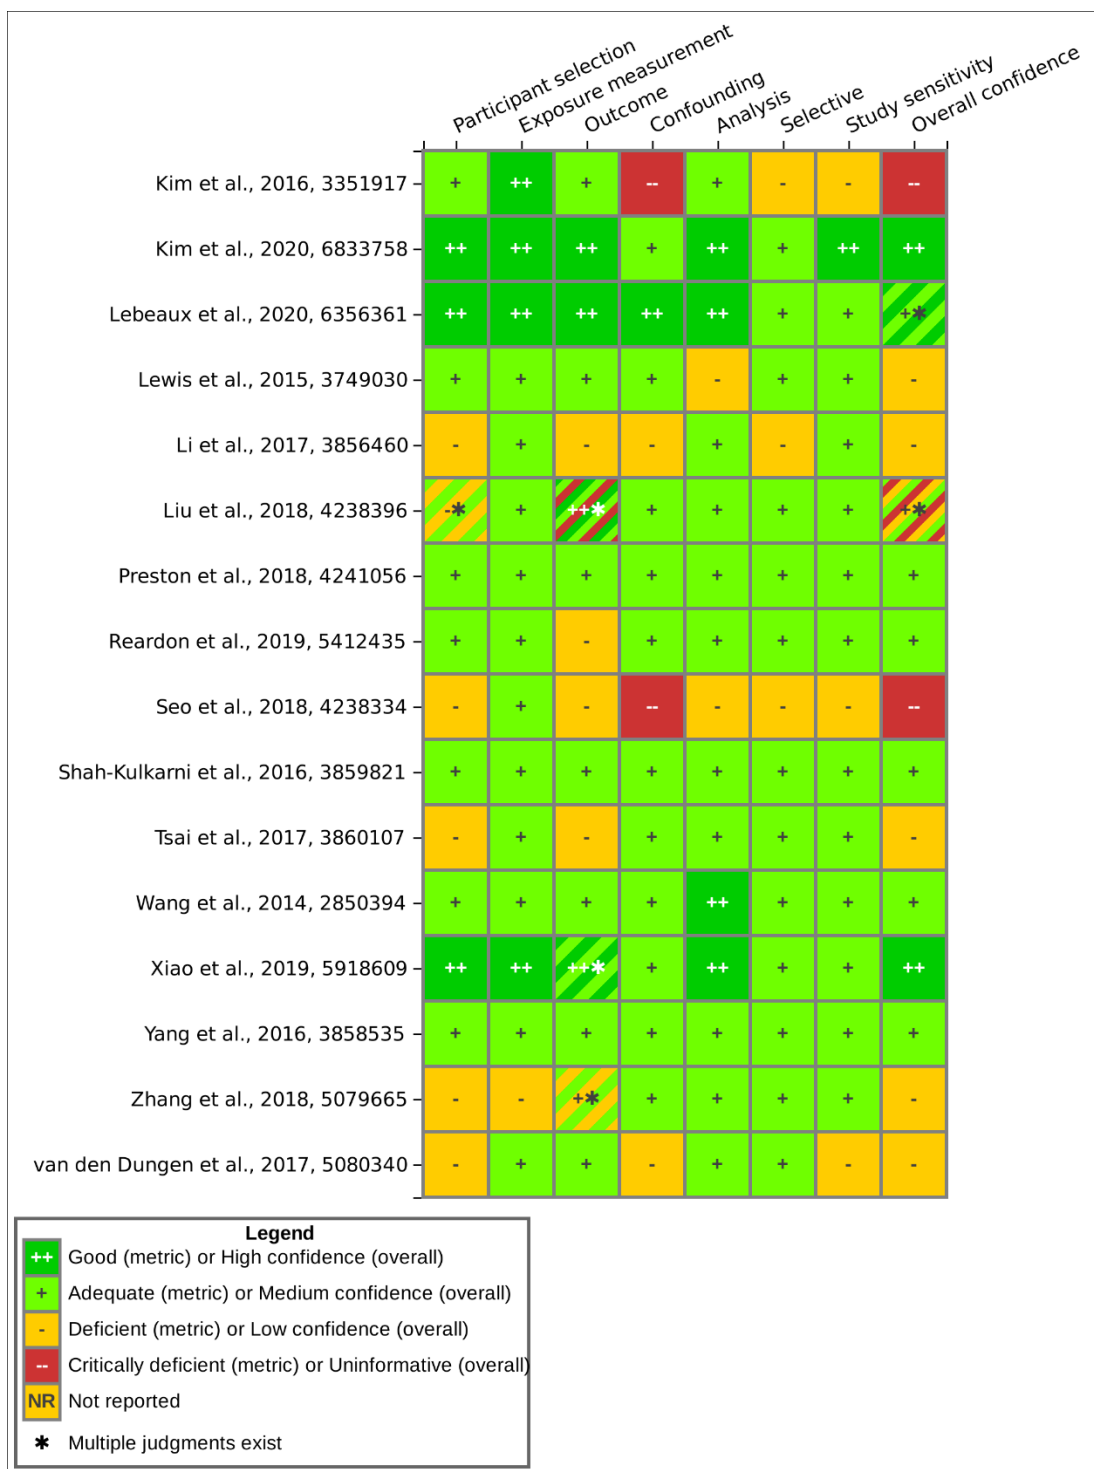 Participant selection
Exposure measurement
Outcome
Confounding
Analysis
Selective
Study sensitivity
Overall confidence
Kim et al., 2016, 3351917 + ++ + -- + - - --
Kim et al., 2020, 6833758 ++ ++ ++ + ++ + ++ ++
Lebeaux et al., 2020, 6356361 ++ ++ ++ ++ ++ + + +✱
Lewis et al., 2015, 3749030 + + + + - + + -
Li et al., 2017, 3856460 - + - - + - + -
Liu et al., 2018, 4238396 -✱ + ++✱ + + + + +✱
Preston et al., 2018, 4241056 + + + + + + + +
Reardon et al., 2019, 5412435 + + - + + + + +
Seo et al., 2018, 4238334 - + - -- - - - --
Shah-Kulkarni et al., 2016, 3859821 + + + + + + + +
Tsai et al., 2017, 3860107 - + - + + + + -
Wang et al., 2014, 2850394 + + + + ++ + + +
Xiao et al., 2019, 5918609 ++ ++ ++✱ + ++ + + ++
Yang et al., 2016, 3858535 + + + + + + + +
Zhang et al., 2018, 5079665 - - +✱ + + + + -
van den Dungen et al., 2017, 5080340 - + + - + + - -
Legend
++ Good (metric) or High confidence (overall)
+ Adequate (metric) or Medium confidence (overall)
- Deficient (metric) or Low confidence (overall)
-- Critically deficient (metric) or Uninformative (overall)
NR Not reported
✱ Multiple judgments exist